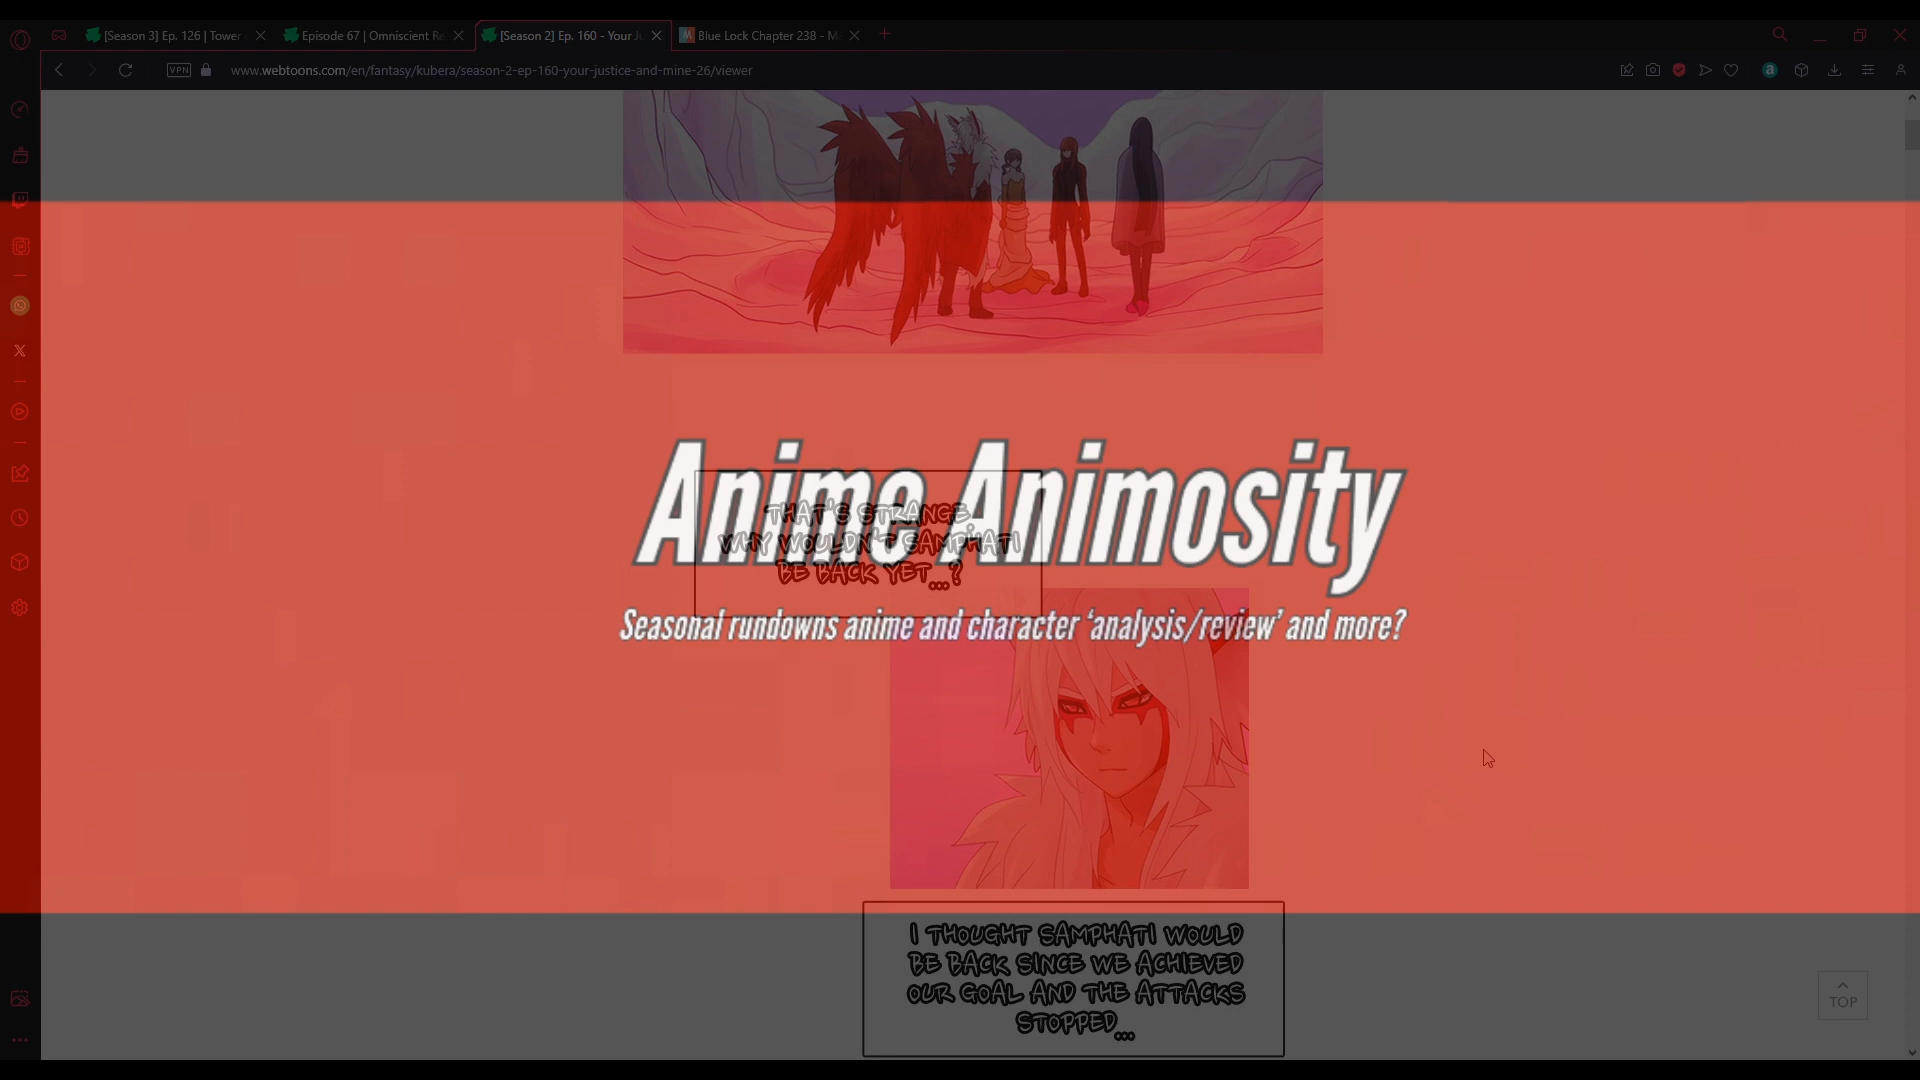 [Season 3] Ep. 126 | Tower
Episode 67 | Omniscient Re
[Season 2] Ep. 160 - Your Ju
Blue Lock Chapter 238 - M
VPN
www.webtoons.com/en/fantasy/kubera/season-2-ep-160-your-justice-and-mine-26/viewer
Anime Animosity
THAT'S STRANGE.
WHY WOULDN'T SAMPHATI
BE BACK YET...?
Seasonal rundowns anime and character ‘analysis/review’ and more?
I THOUGHT SAMPHATI WOULD
BE BACK SINCE WE ACHIEVED
OUR GOAL AND THE ATTACKS
STOPPED...
TOP